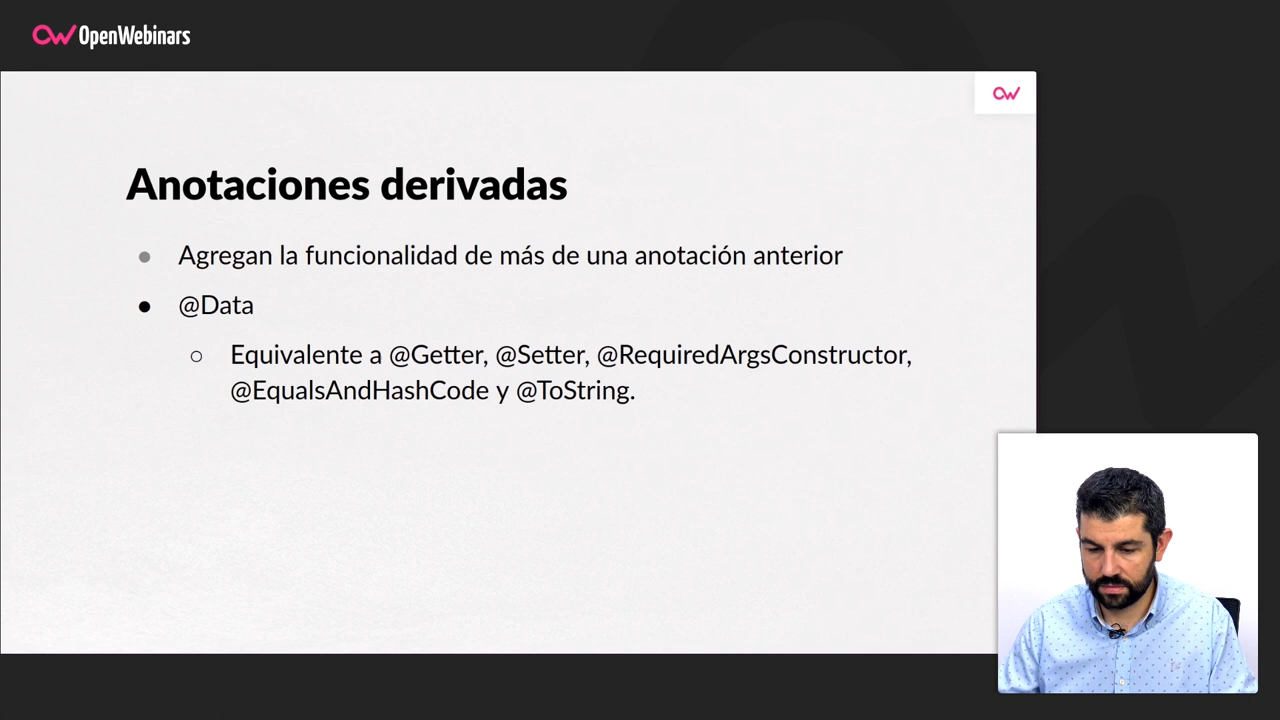 OpenWebinars
Anotaciones derivadas
Agregan la funcionalidad de más de una anotación anterior
@Data
Equivalente a @Getter, @Setter, @RequiredArgsConstructor,
@EqualsAndHashCode y @ToString.